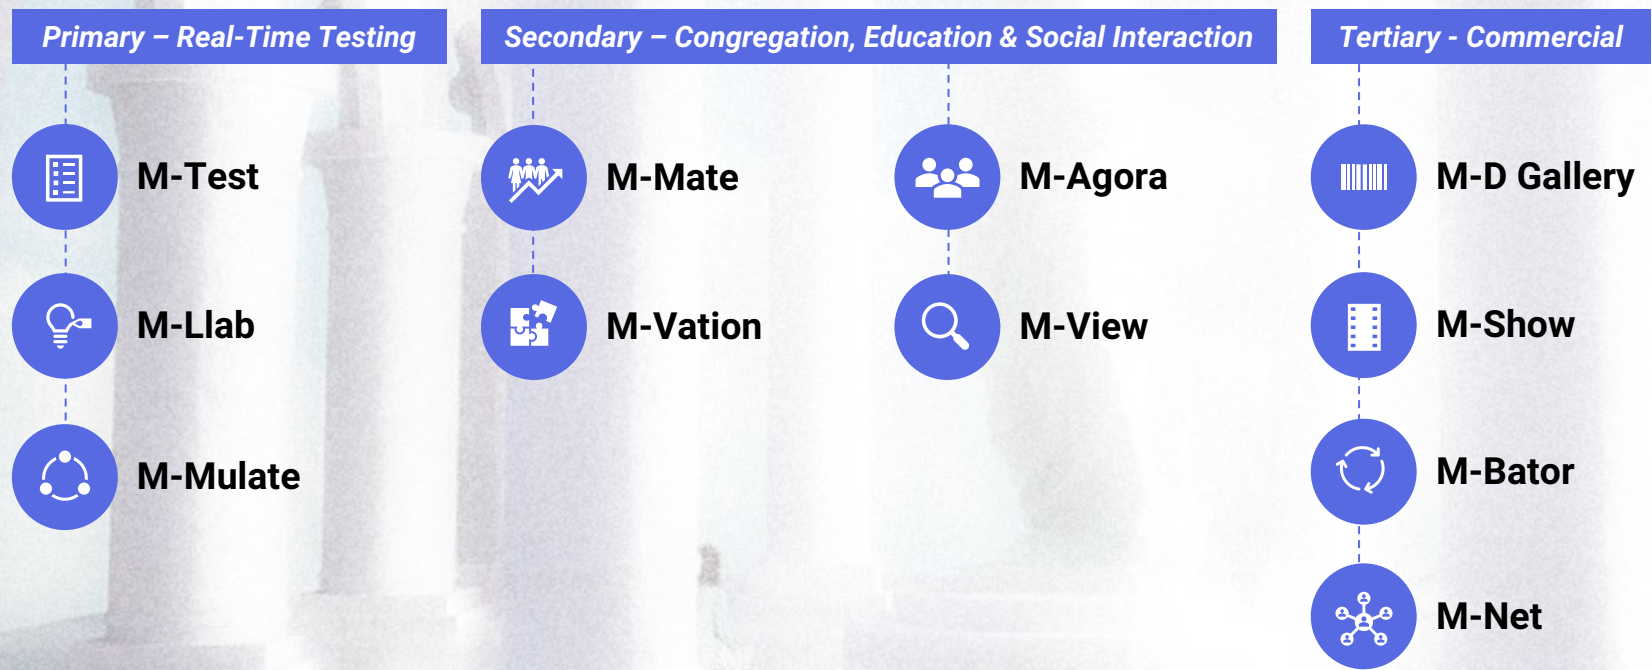 Primary – Real-Time Testing
M-Test
M-Llab
M-Mulate
Secondary – Congregation, Education & Social Interaction
M-Mate
M-Vation
M-Agora
M-View
Tertiary - Commercial
M-D Gallery
M-Show
M-Bator
M-Net